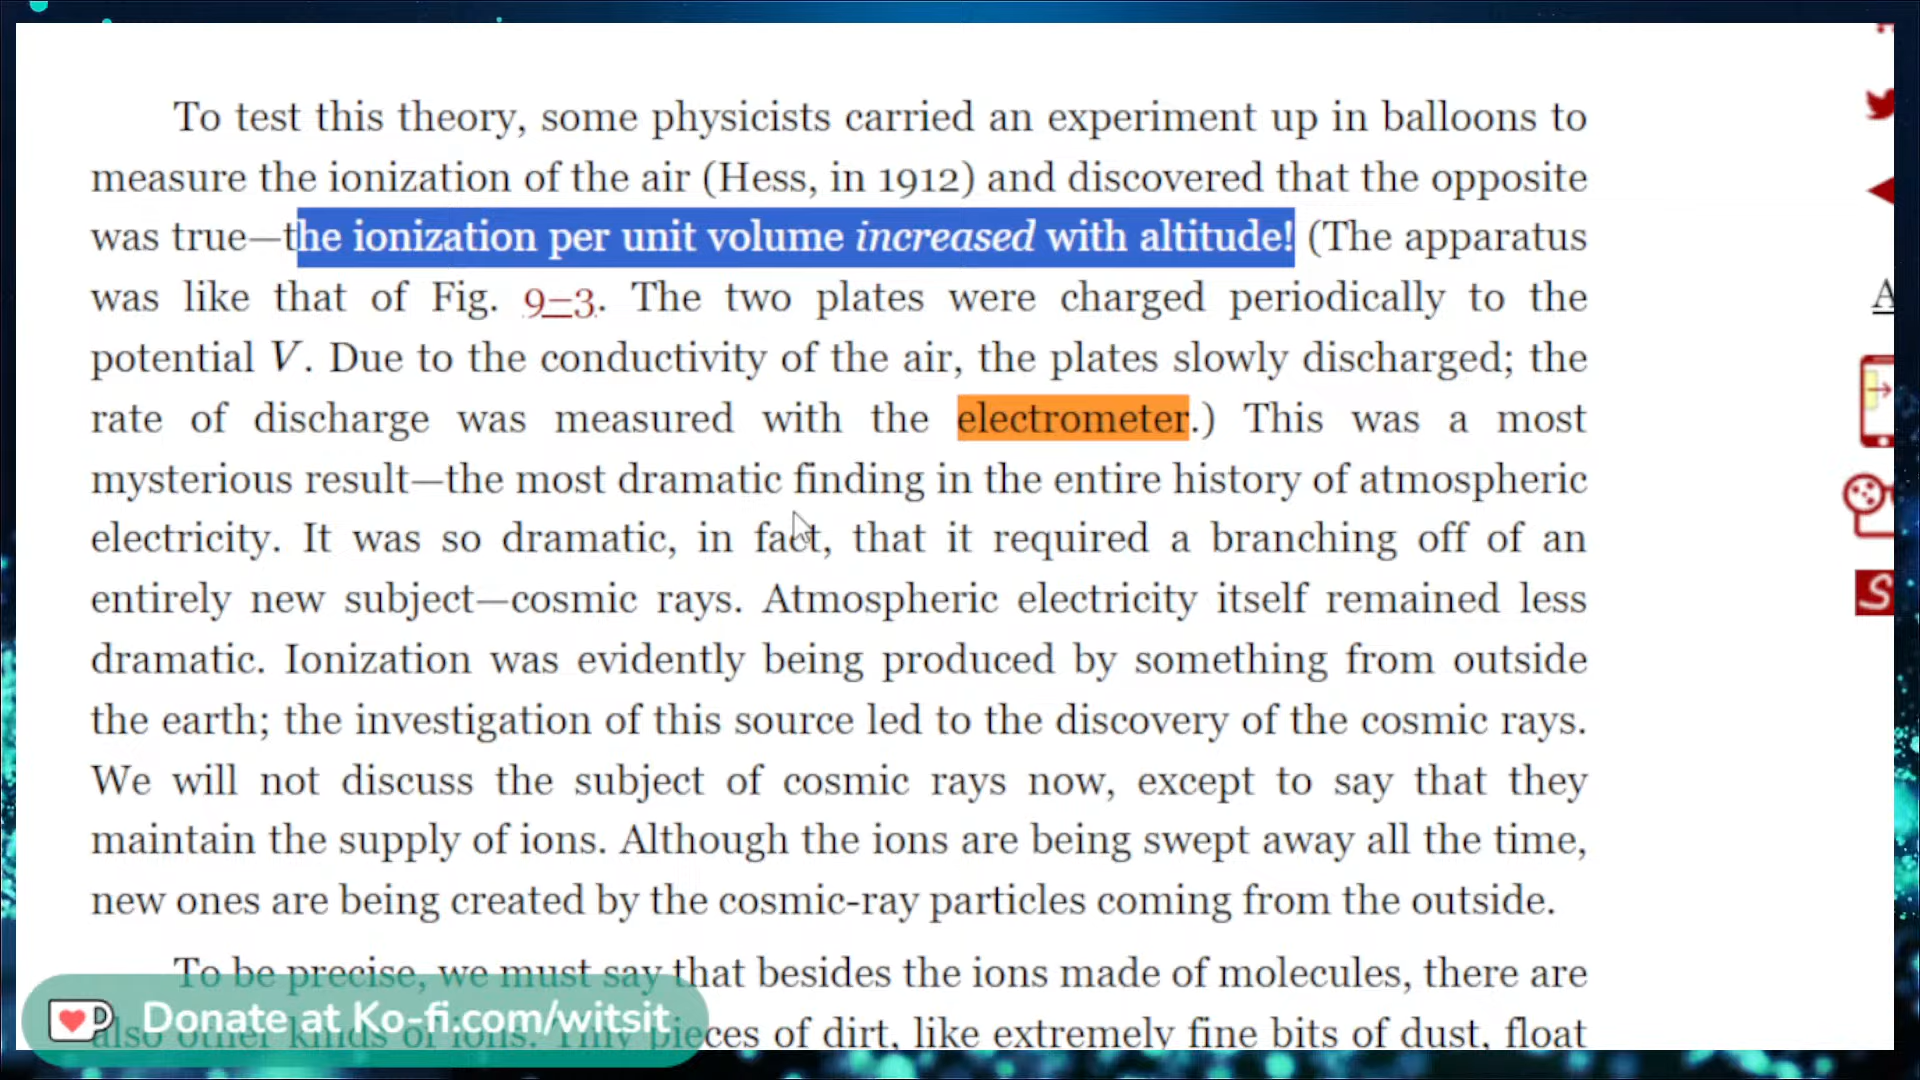 To test this theory, some physicists carried an experiment up in balloons to
measure the ionization of the air (Hess, in 1912) and discovered that the opposite
was true—the ionization per unit volume increased with altitude! (The apparatus
was like that of Fig. 9–3. The two plates were charged periodically to the
potential V. Due to the conductivity of the air, the plates slowly discharged; the
rate of discharge was measured with the electrometer.) This was a most
mysterious result—the most dramatic finding in the entire history of atmospheric
electricity. It was so dramatic, in fact, that it required a branching off of an
entirely new subject—cosmic rays. Atmospheric electricity itself remained less
dramatic. Ionization was evidently being produced by something from outside
the earth; the investigation of this source led to the discovery of the cosmic rays.
We will not discuss the subject of cosmic rays now, except to say that they
maintain the supply of ions. Although the ions are being swept away all the time,
new ones are being created by the cosmic-ray particles coming from the outside.
To be precise, we must say that besides the ions made of molecules, there are
also other kinds of ions. Tiny pieces of dirt, like extremely fine bits of dust, float
Donate at Ko-fi.com/witsit
A
S